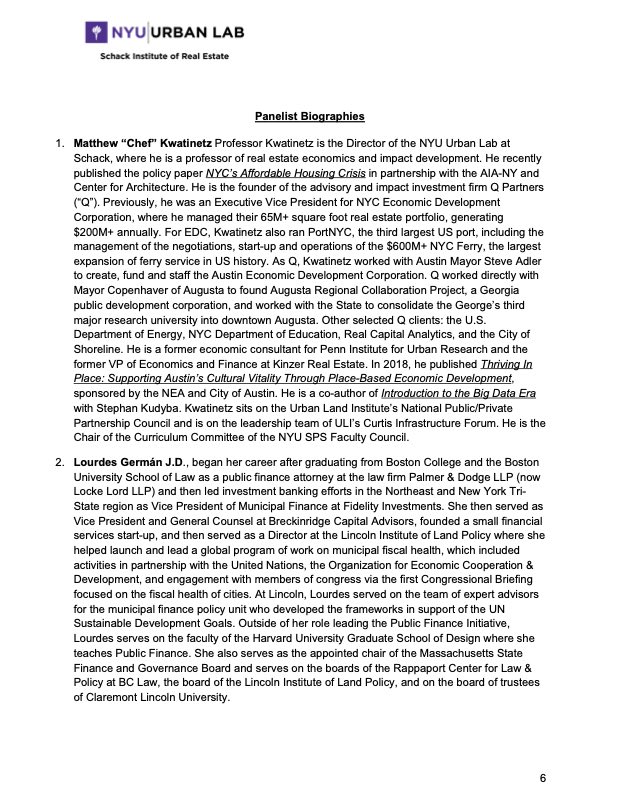 NYU URBAN LAB
Schack Institute of Real Estate
Panelist Biographies
1. Matthew “Chef” Kwatinetz Professor Kwatinetz is the Director of the NYU Urban Lab at
Schack, where he is a professor of real estate economics and impact development. He recently
published the policy paper NYC’s Affordable Housing Crisis in partnership with the AIA-NY and
Center for Architecture. He is the founder of the advisory and impact investment firm Q Partners
(“Q”). Previously, he was an Executive Vice President for NYC Economic Development
Corporation, where he managed their 65M+ square foot real estate portfolio, generating
$200M+ annually. For EDC, Kwatinetz also ran PortNYC, the third largest US port, including the
management of the negotiations, start-up and operations of the $600M+ NYC Ferry, the largest
expansion of ferry service in US history. As Q, Kwatinetz worked with Austin Mayor Steve Adler
to create, fund and staff the Austin Economic Development Corporation. Q worked directly with
Mayor Copenhaver of Augusta to found Augusta Regional Collaboration Project, a Georgia
public development corporation, and worked with the State to consolidate the George’s third
major research university into downtown Augusta. Other selected Q clients: the U.S.
Department of Energy, NYC Department of Education, Real Capital Analytics, and the City of
Shoreline. He is a former economic consultant for Penn Institute for Urban Research and the
former VP of Economics and Finance at Kinzer Real Estate. In 2018, he published Thriving In
Place: Supporting Austin’s Cultural Vitality Through Place-Based Economic Development,
sponsored by the NEA and City of Austin. He is a co-author of Introduction to the Big Data Era
with Stephan Kudyba. Kwatinetz sits on the Urban Land Institute’s National Public/Private
Partnership Council and is on the leadership team of ULI’s Curtis Infrastructure Forum. He is the
Chair of the Curriculum Committee of the NYU SPS Faculty Council.
2. Lourdes Germán J.D., began her career after graduating from Boston College and the Boston
University School of Law as a public finance attorney at the law firm Palmer & Dodge LLP (now
Locke Lord LLP) and then led investment banking efforts in the Northeast and New York Tri-
State region as Vice President of Municipal Finance at Fidelity Investments. She then served as
Vice President and General Counsel at Breckinridge Capital Advisors, founded a small financial
services start-up, and then served as a Director at the Lincoln Institute of Land Policy where she
helped launch and lead a global program of work on municipal fiscal health, which included
activities in partnership with the United Nations, the Organization for Economic Cooperation &
Development, and engagement with members of congress via the first Congressional Briefing
focused on the fiscal health of cities. At Lincoln, Lourdes served on the team of expert advisors
for the municipal finance policy unit who developed the frameworks in support of the UN
Sustainable Development Goals. Outside of her role leading the Public Finance Initiative,
Lourdes serves on the faculty of the Harvard University Graduate School of Design where she
teaches Public Finance. She also serves as the appointed chair of the Massachusetts State
Finance and Governance Board and serves on the boards of the Rappaport Center for Law &
Policy at BC Law, the board of the Lincoln Institute of Land Policy, and on the board of trustees
of Claremont Lincoln University.
6